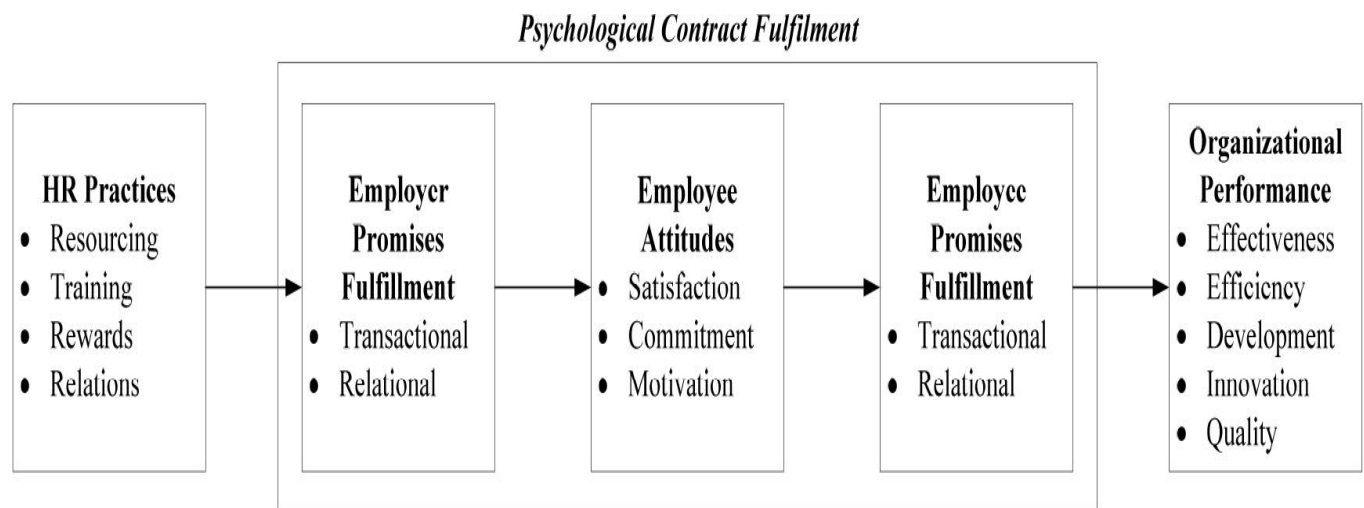 Psychological Contract Fulfilment
HR Practices
• Resourcing
• Training
• Rewards
• Relations
Employer
Promises
Fulfillment
• Transactional
• Relational
Employee
Attitudes
• Satisfaction
• Commitment
• Motivation
Employee
Promises
Fulfillment
• Transactional
• Relational
Organizational
Performance
• Effectiveness
• Efficiency
• Development
• Innovation
• Quality